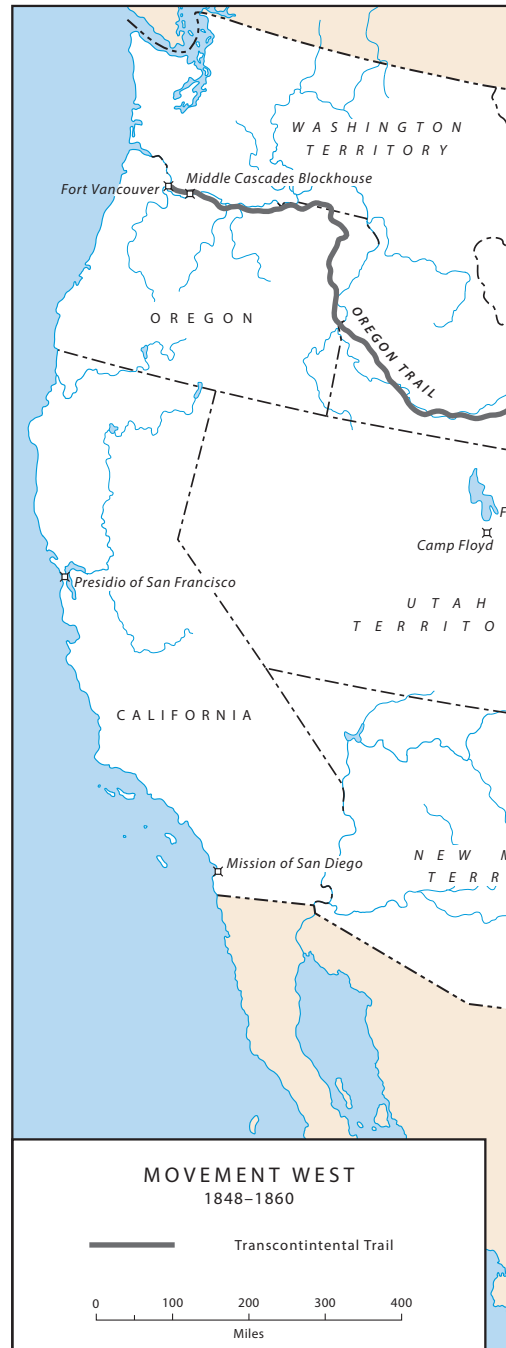 WASHINGTON
TERRITORY
Middle Cascades Blockhouse
Fort Vancouver
OREGON
OREGON TRAIL
F
Camp Floyd
Presidio of San Francisco
UTAH
TERRITO
CALIFORNIA
NEW M
TERR
Mission of San Diego
MOVEMENT WEST
1848–1860
Transcontintental Trail
0 100 200 300 400
Miles